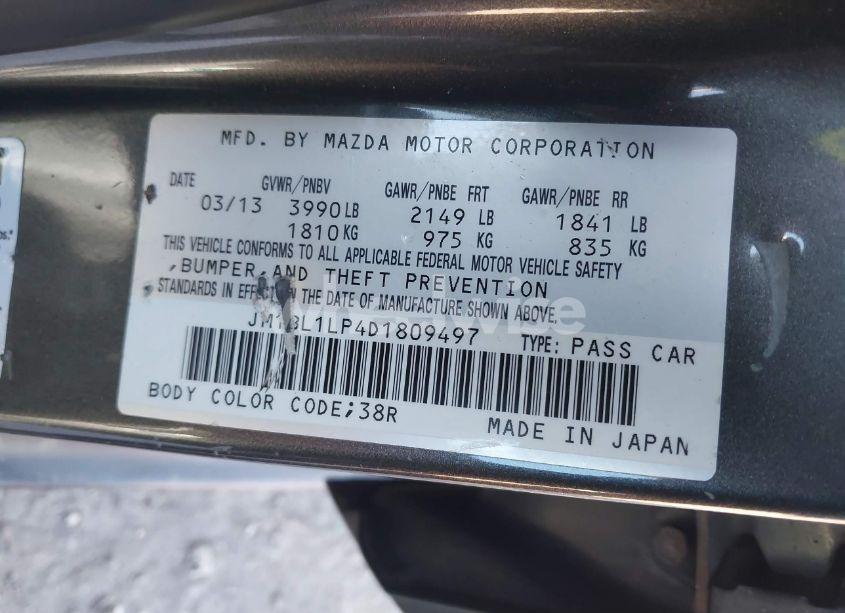 MFD. BY MAZDA MOTOR CORPORATION
DATE GVWR/PNBV GAWR/PNBE FRT GAWR/PNBE RR
03/13 3990LB 2149 LB 1841 LB
1810KG 975 KG 835 KG
THIS VEHICLE CONFORMS TO ALL APPLICABLE FEDERAL MOTOR VEHICLE SAFETY
,BUMPER,AND THEFT PREVENTION
STANDARDS IN EFFECT ON THE DATE OF MANUFACTURE SHOWN ABOVE.
JM1BL1LP4D1809497 TYPE: PASS CAR
BODY COLOR CODE;38R
MADE IN JAPAN